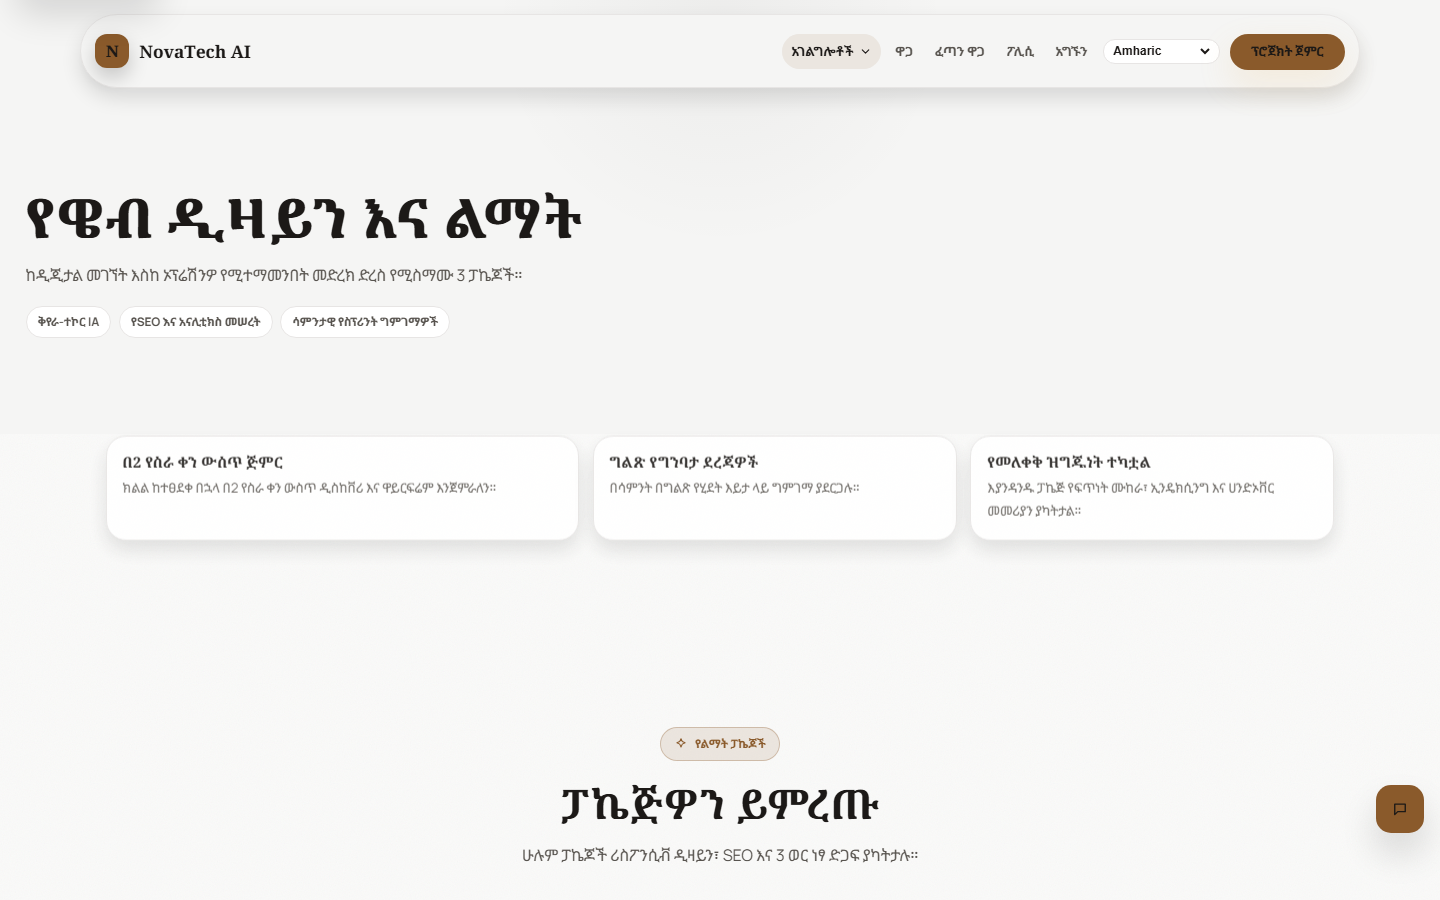 N NovaTech AI
አገልግሎቶች ዋጋ ፈጣን ዋጋ ፖሊሲ አግኙን Amharic ፕሮጀክት ጀምር
የዌብ ዲዛይን እና ልማት
ከዲጂታል መገኘት እስከ ኦፕሬሽንዎ የሚተማመንበት መድረክ ድረስ የሚስማሙ 3 ፓኬጆች።
ቅየራ-ተኮር IA የSEO እና አናሊቲክስ መሠረት ሳምንታዊ የስፕሪንት ግምገማዎች
በ2 የስራ ቀን ውስጥ ጅምር
ክልል ከተፀደቀ በኋላ በ2 የስራ ቀን ውስጥ ዲስከቨሪ እና ዋይርፍሬም እንጀምራለን።
ግልጽ የግንባታ ደረጃዎች
በሳምንት በግልጽ የሂደት እይታ ላይ ግምገማ ያደርጋሉ።
የመለቀቅ ዝግጁነት ተካቷል
እያንዳንዱ ፓኬጅ የፍጥነት ሙከራ፣ ኢንዴክሲንግ እና ሀንድኦቨር
መመሪያን ያካትታል።
የልማት ፓኬጆች
ፓኬጅዎን ይምረጡ
ሁሉም ፓኬጆች ሪስፖንሲቭ ዲዛይን፣ SEO እና 3 ወር ነፃ ድጋፍ ያካትታሉ።